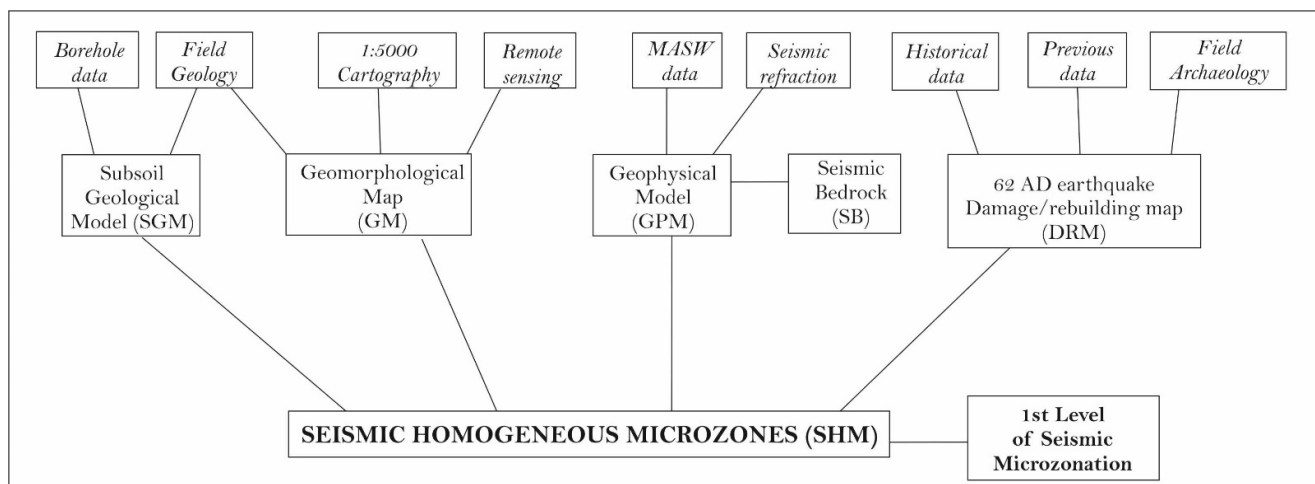 Borehole
data
Field
Geology
1:5000
Cartography
Remote
sensing
MASW
data
Seismic
refraction
Historical
data
Previous
data
Field
Archaeology
Subsoil
Geological
Model (SGM)
Geomorphological
Map
(GM)
Geophysical
Model
(GPM)
Seismic
Bedrock
(SB)
62 AD earthquake
Damage/rebuilding map
(DRM)
SEISMIC HOMOGENEOUS MICROZONES (SHM)
1st Level
of Seismic
Microzonation